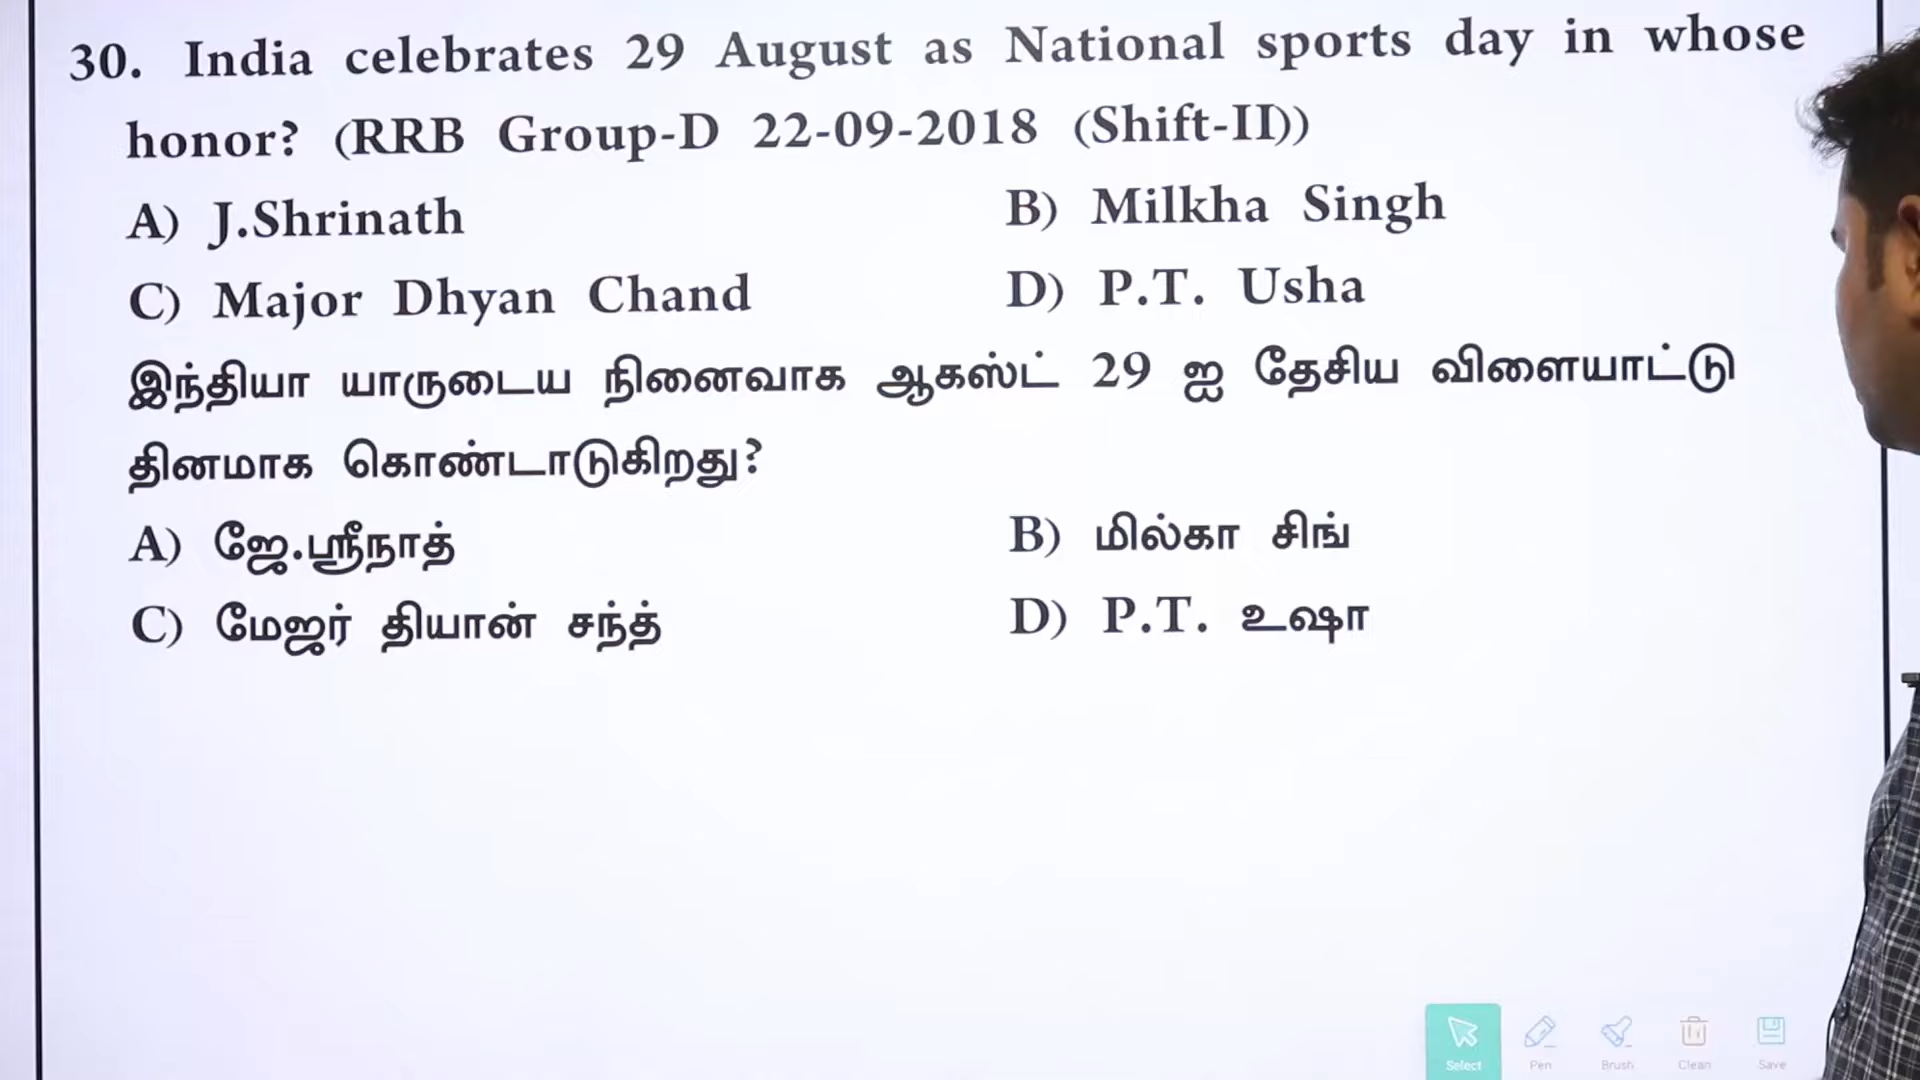 30. India celebrates 29 August as National sports day in whose
honor? (RRB Group-D 22-09-2018 (Shift-II))
A) J.Shrinath B) Milkha Singh
C) Major Dhyan Chand D) P.T. Usha
இந்தியா யாருடைய நினைவாக ஆகஸ்ட் 29 ஐ தேசிய விளையாட்டு
தினமாக கொண்டாடுகிறது?
A) ஜே.ஸ்ரீநாத் B) மில்கா சிங்
C) மேஜர் தியான் சந்த் D) P.T. உஷா
Select Pen Brush Clean Save